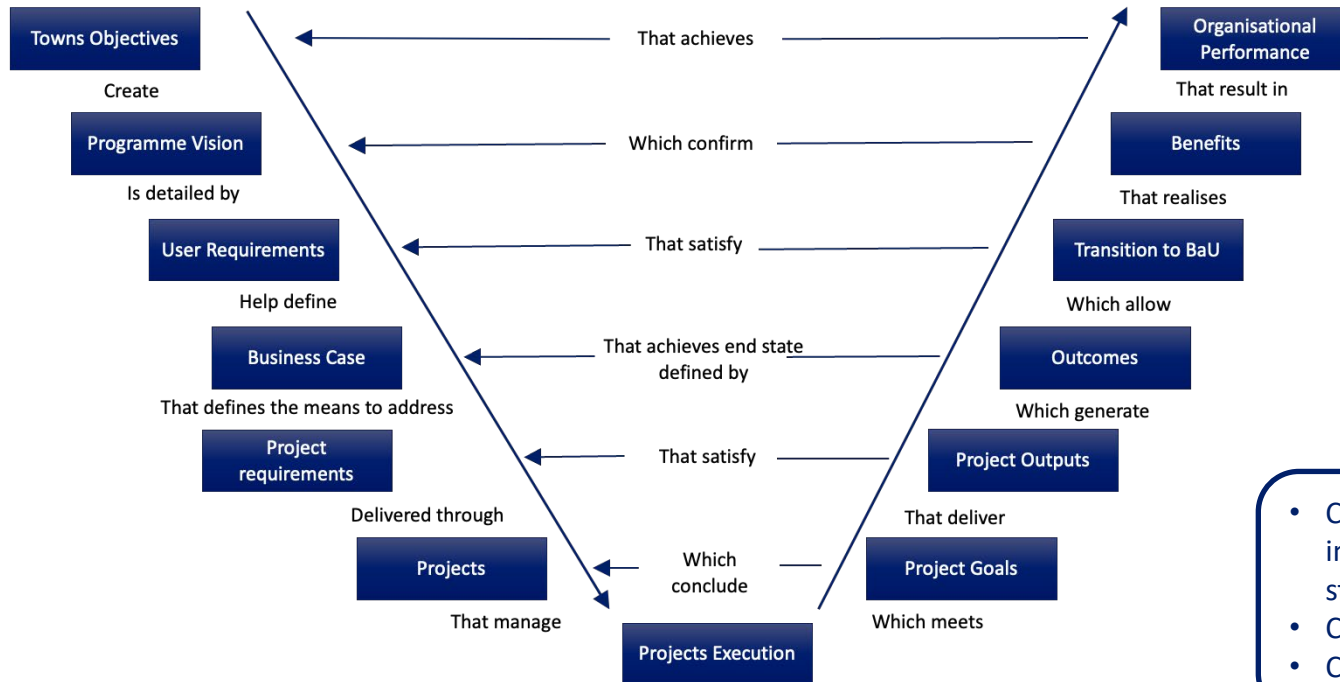 Towns Objectives
That achieves
Organisational
Performance
Create
That result in
Programme Vision
Which confirm
Benefits
Is detailed by
That realises
User Requirements
That satisfy
Transition to BaU
Help define
Which allow
Business Case
That achieves end state
defined by
Outcomes
That defines the means to address
Which generate
Project
requirements
That satisfy
Project Outputs
Delivered through
That deliver
Projects
Which
conclude
Project Goals
That manage
Which meets
Projects Execution